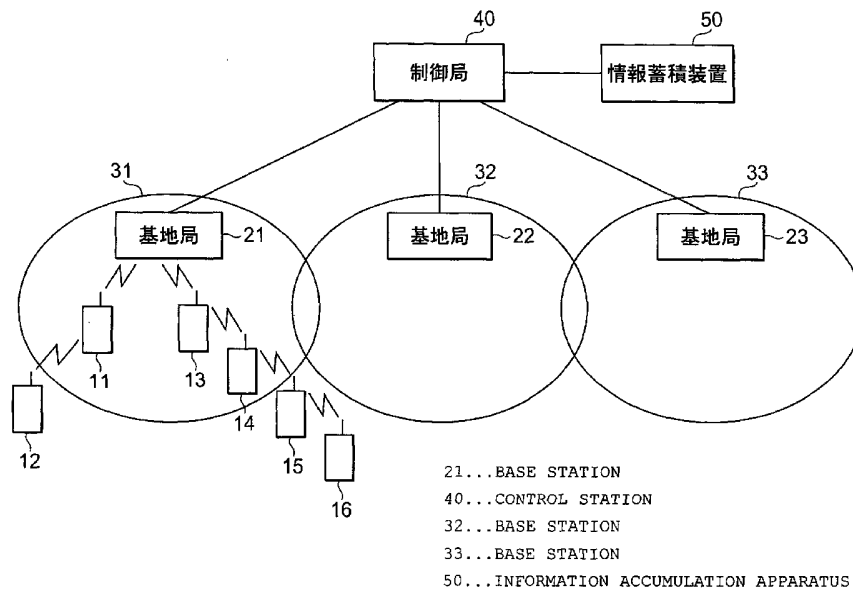 40
50
制御局
情報蓄積装置
31
32
33
基地局
21
基地局
22
基地局
23
11
13
12
14
15
16
21...BASE STATION
40...CONTROL STATION
32...BASE STATION
33...BASE STATION
50...INFORMATION ACCUMULATION APPARATUS